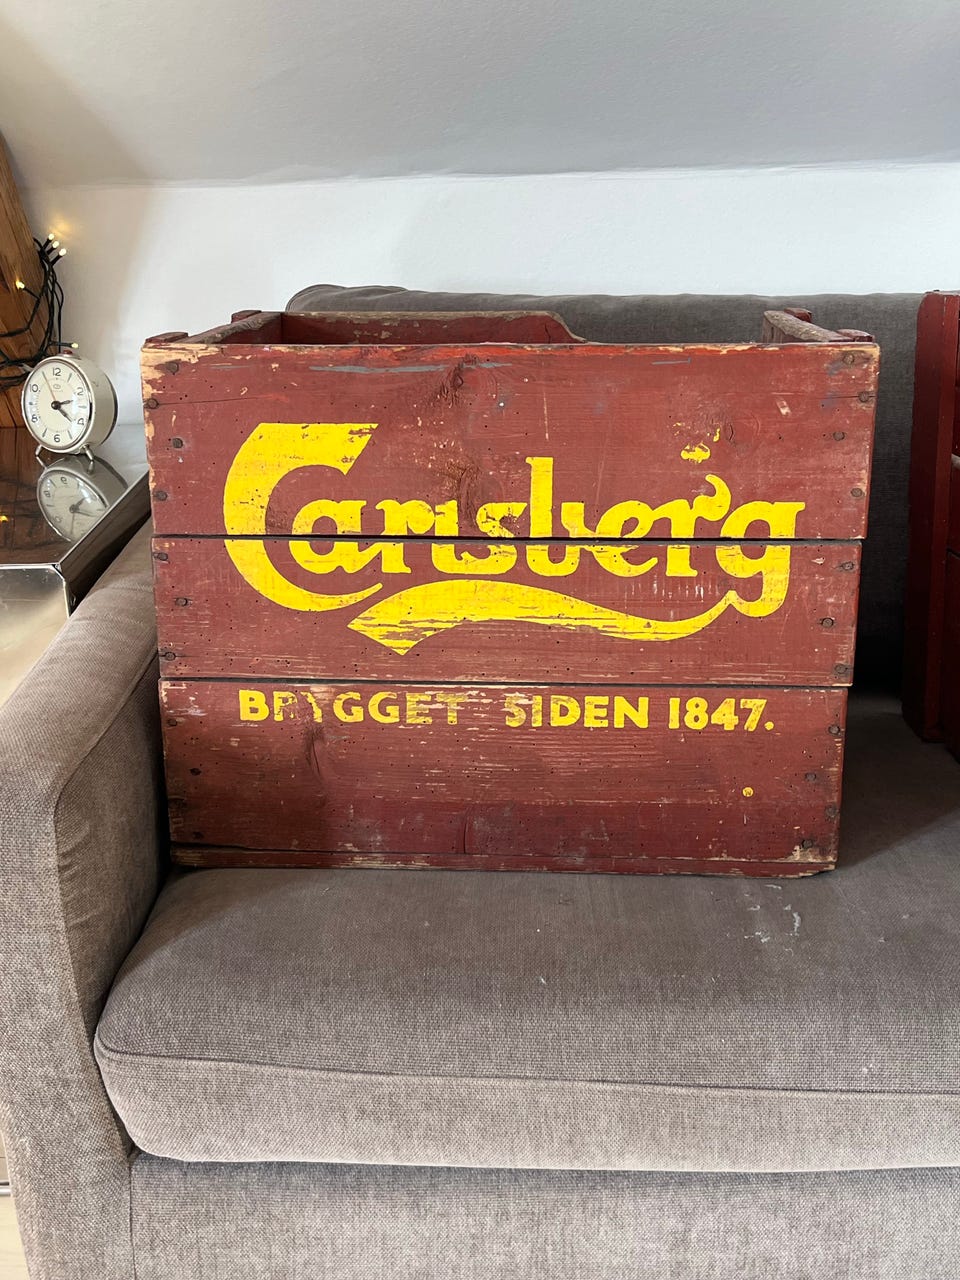 Carlsberg
BRYGGET SIDEN 1847.